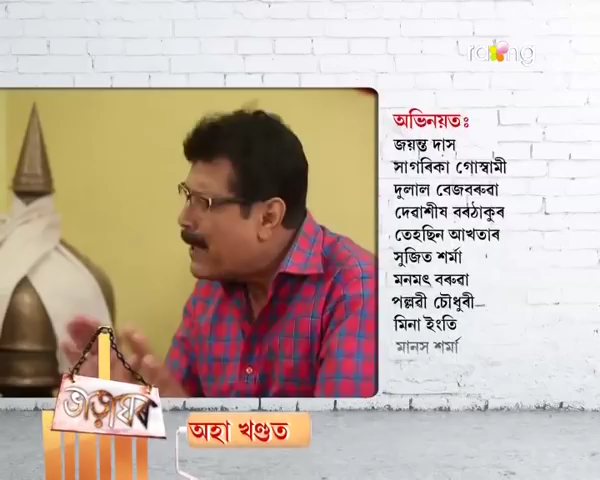 rang
অভিনয়তঃ
জয়ন্ত দাস
সাগৰিকা গোস্বামী
দুলাল বেজবৰুৱা
দেৱাশীষ বৰঠাকুৰ
তেহছিন আখতাৰ
সুজিত শৰ্মা
মনমৎ বৰুৱা
পল্লবী চৌধুৰী
মিনা ইংতি
মানস শৰ্মা
ভাড়াঘৰ
অহা খণ্ডত